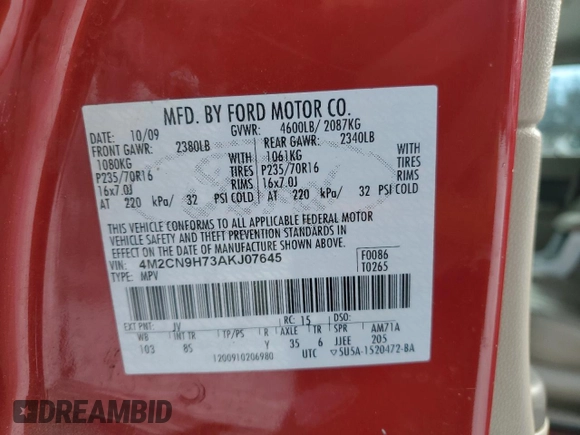 MFD. BY FORD MOTOR CO.
DATE: 10/09 GVWR: 4600LB/ 2087KG
FRONT GAWR: 2380LB REAR GAWR: 2340LB
1080KG WITH 1061KG WITH
P235/70R16 TIRES P235/70R16 TIRES
16x7.0J RIMS 16x7.0J RIMS
AT 220 kPa/ 32 PSI COLD AT 220 kPa/ 32 PSI COLD
THIS VEHICLE CONFORMS TO ALL APPLICABLE FEDERAL MOTOR
VEHICLE SAFETY AND THEFT PREVENTION STANDARDS IN
EFFECT ON THE DATE OF MANUFACTURE SHOWN ABOVE.
VIN: 4M2CN9H73AKJ07645 F0086
TYPE: MPV T0265
EXT PNT: JV RC: 15 DSO:
WB INT TR TP/PS R AXLE TR SPR AM71A
103 85 Y 35 6 JJEE 205
1200910206980 UTC ▽5U5A-1520472-BA
DREAMBID